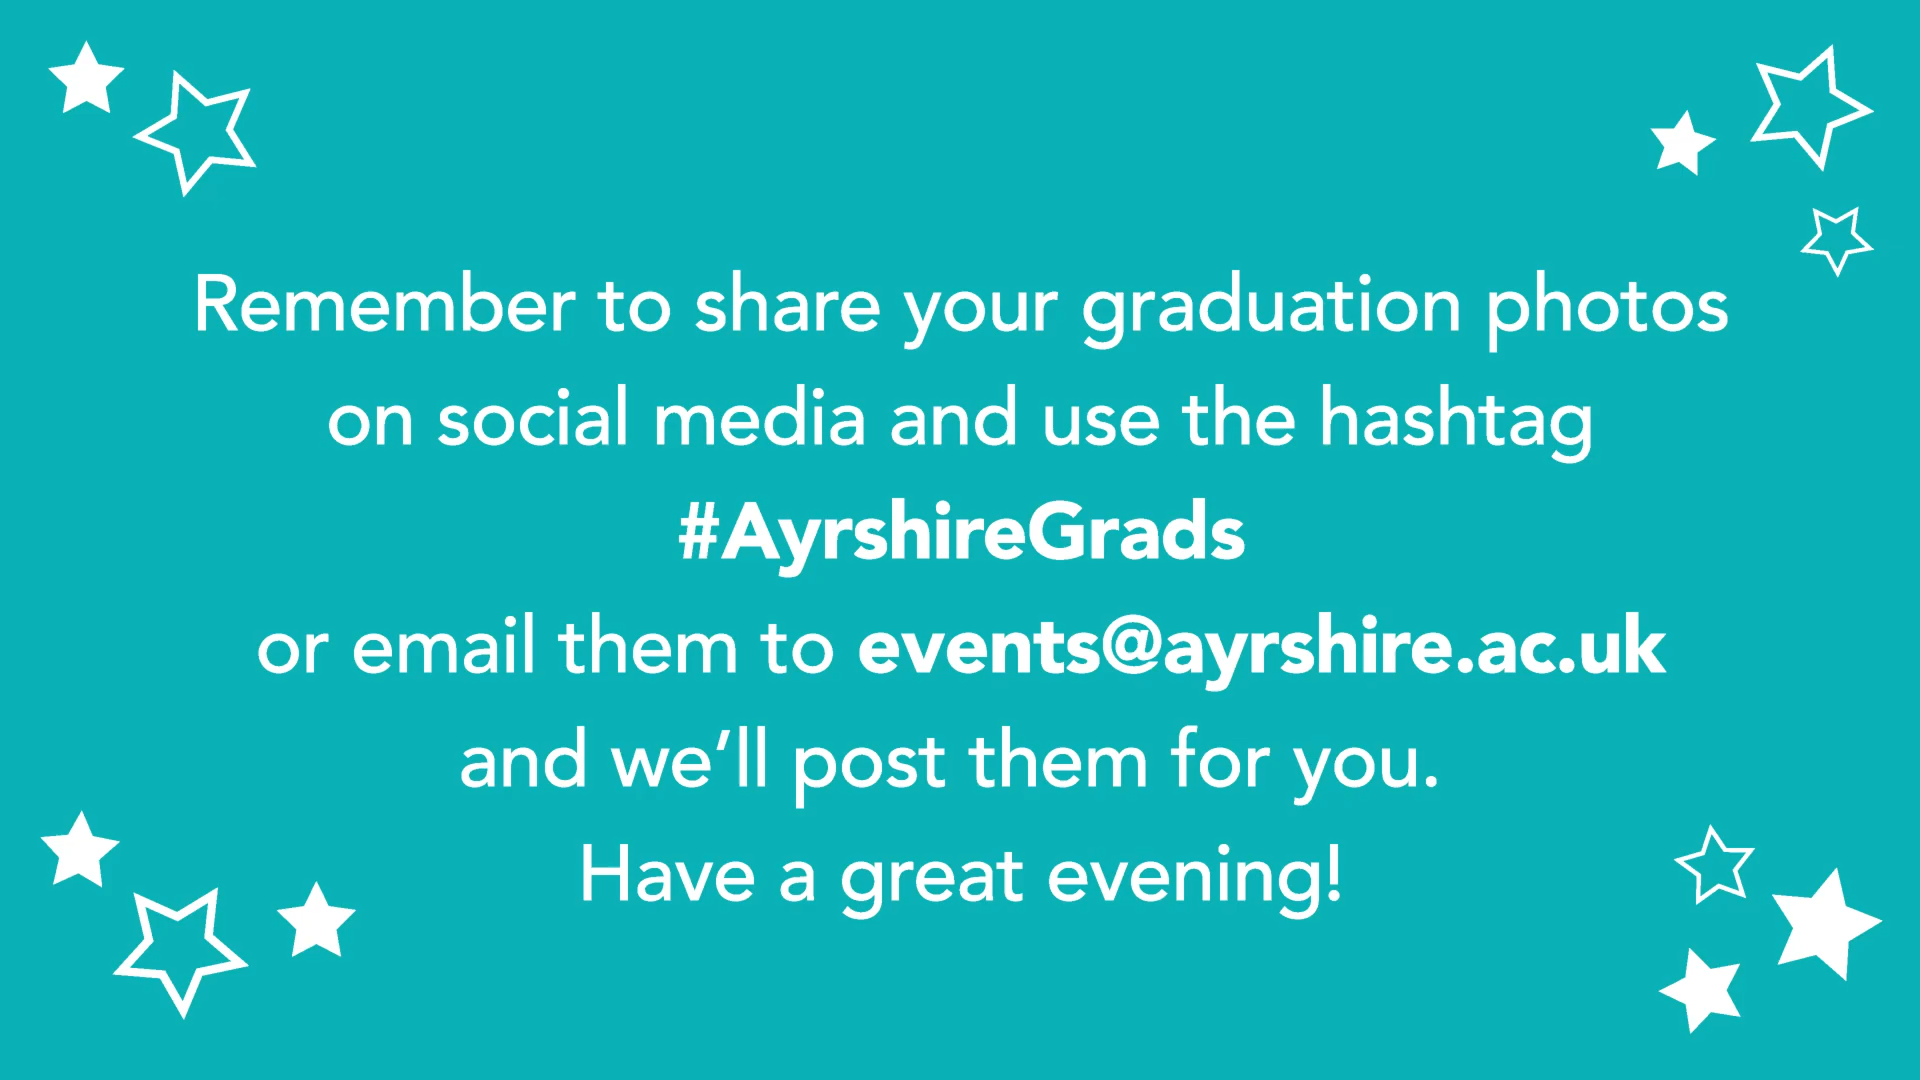 Remember to share your graduation photos
on social media and use the hashtag
#AyrshireGrads
or email them to events@ayrshire.ac.uk
and we’ll post them for you.
Have a great evening!